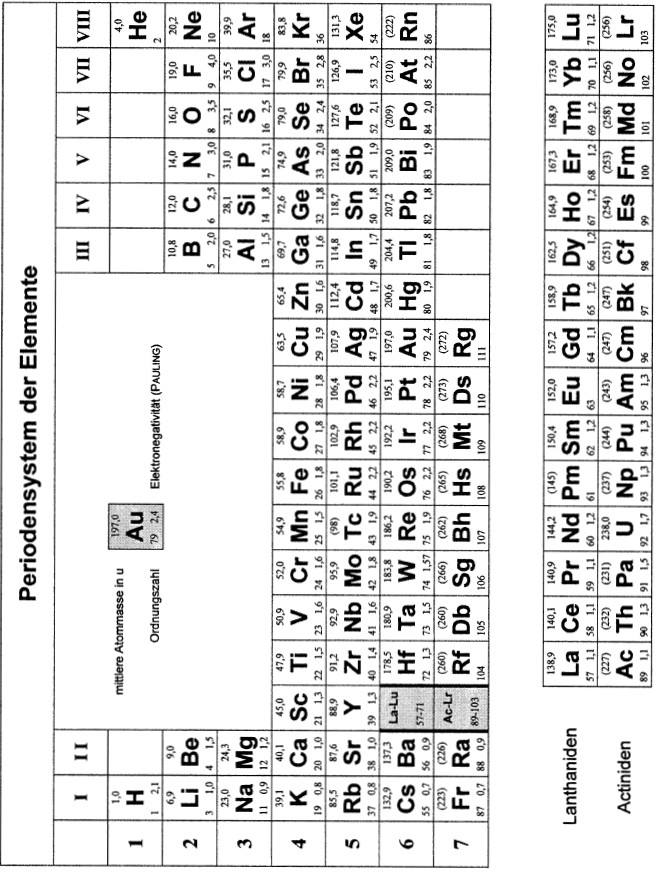 Periodensystem der Elemente
I II III IV V VI VII VIII
1,0 4,0
1 H He
1 2,1 2
mittlere Atommasse in u 197,0
Au
79 2,4
Ordnungszahl Elektronegativität (PAULING)
6,9 9,0 10,8 12,0 14,0 16,0 19,0 20,2
2 Li Be B C N O F Ne
3 1,0 4 1,5 5 2,0 6 2,5 7 3,0 8 3,5 9 4,0 10
23,0 24,3 27,0 28,1 31,0 32,1 35,5 39,9
3 Na Mg Al Si P S Cl Ar
11 0,9 12 1,2 13 1,5 14 1,8 15 2,1 16 2,5 17 3,0 18
39,1 40,1 45,0 47,9 50,9 52,0 54,9 55,8 58,9 58,7 63,5 65,4 69,7 72,6 74,9 79,0 79,9 83,8
4 K Ca Sc Ti V Cr Mn Fe Co Ni Cu Zn Ga Ge As Se Br Kr
19 0,8 20 1,0 21 1,3 22 1,5 23 1,6 24 1,6 25 1,5 26 1,8 27 1,8 28 1,8 29 1,9 30 1,6 31 1,6 32 1,8 33 2,0 34 2,4 35 2,8 36
85,5 87,6 88,9 91,2 92,9 95,9 (98) 101,1 102,9 106,4 107,9 112,4 114,8 118,7 121,8 127,6 126,9 131,3
5 Rb Sr Y Zr Nb Mo Tc Ru Rh Pd Ag Cd In Sn Sb Te I Xe
37 0,8 38 1,0 39 1,3 40 1,4 41 1,6 42 1,8 43 1,9 44 2,2 45 2,2 46 2,2 47 1,9 48 1,7 49 1,7 50 1,8 51 1,9 52 2,1 53 2,5 54
132,9 137,3 178,5 180,9 183,8 186,2 190,2 192,2 195,1 197,0 200,6 204,4 207,2 209,0 (209) (210) (222)
6 Cs Ba La-Lu Hf Ta W Re Os Ir Pt Au Hg Tl Pb Bi Po At Rn
55 0,7 56 0,9 57-71 72 1,3 73 1,5 74 1,57 75 1,9 76 2,2 77 2,2 78 2,2 79 2,4 80 1,9 81 1,8 82 1,8 83 1,9 84 2,0 85 2,2 86
(223) (226) (260) (260) (266) (262) (265) (268) (273) (272)
7 Fr Ra Ac-Lr Rf Db Sg Bh Hs Mt Ds Rg
87 0,7 88 0,9 89-103 104 105 106 107 108 109 110 111
138,9 140,1 140,9 144,2 (145) 150,4 152,0 157,2 158,9 162,5 164,9 167,3 168,9 173,0 175,0
Lanthaniden La Ce Pr Nd Pm Sm Eu Gd Tb Dy Ho Er Tm Yb Lu
57 1,1 58 1,1 59 1,1 60 1,2 61 62 1,2 63 64 1,1 65 1,2 66 1,2 67 1,2 68 1,2 69 1,2 70 1,1 71 1,2
(227) (232) (231) 238,0 (237) (244) (243) (247) (247) (251) (254) (253) (258) (256) (256)
Actiniden Ac Th Pa U Np Pu Am Cm Bk Cf Es Fm Md No Lr
89 1,1 90 1,3 91 1,5 92 1,7 93 1,3 94 1,3 95 1,3 96 97 98 99 100 101 102 103